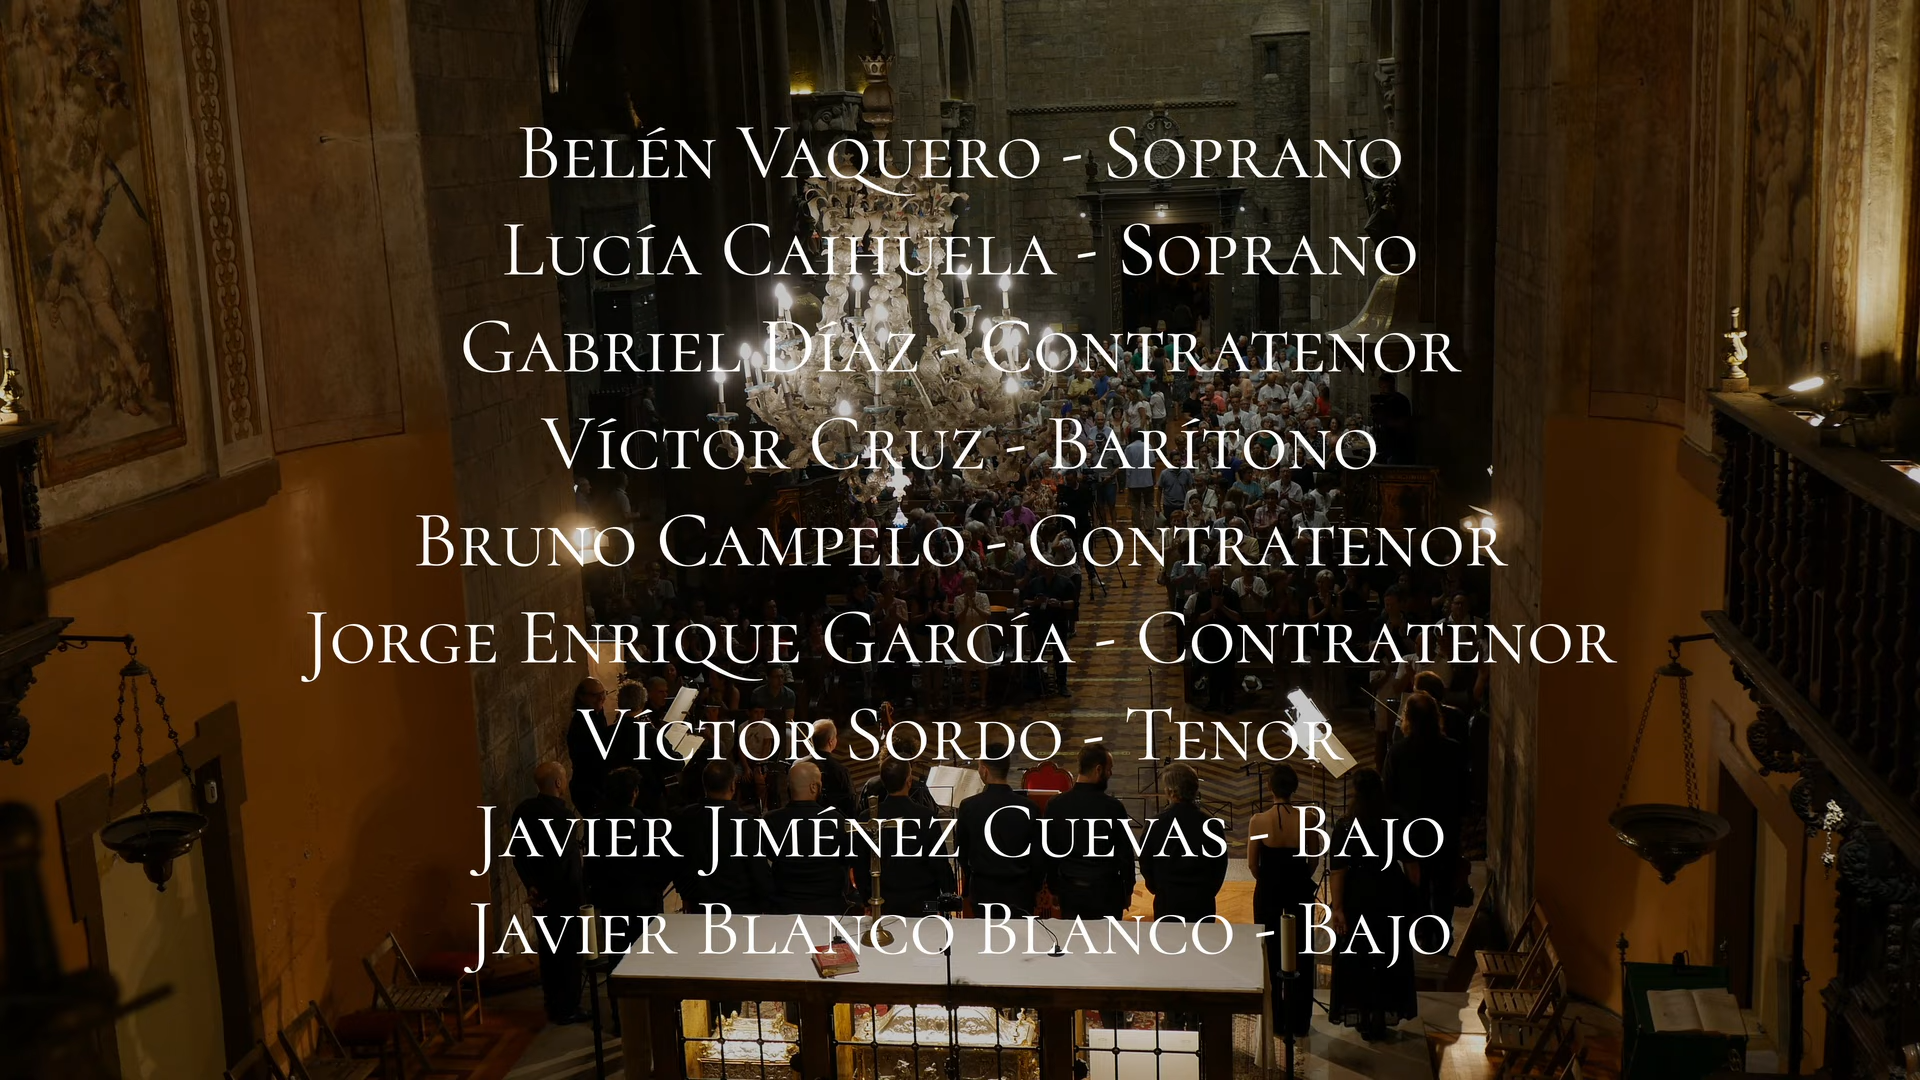 Belén Vaquero - Soprano
Lucía Caihuela - Soprano
Gabriel Díaz - Contratenor
Víctor Cruz - Barítono
Bruno Campelo - Contratenor
Jorge Enrique García - Contratenor
Víctor Sordo - Tenor
Javier Jiménez Cuevas - Bajo
Javier Blanco Blanco - Bajo